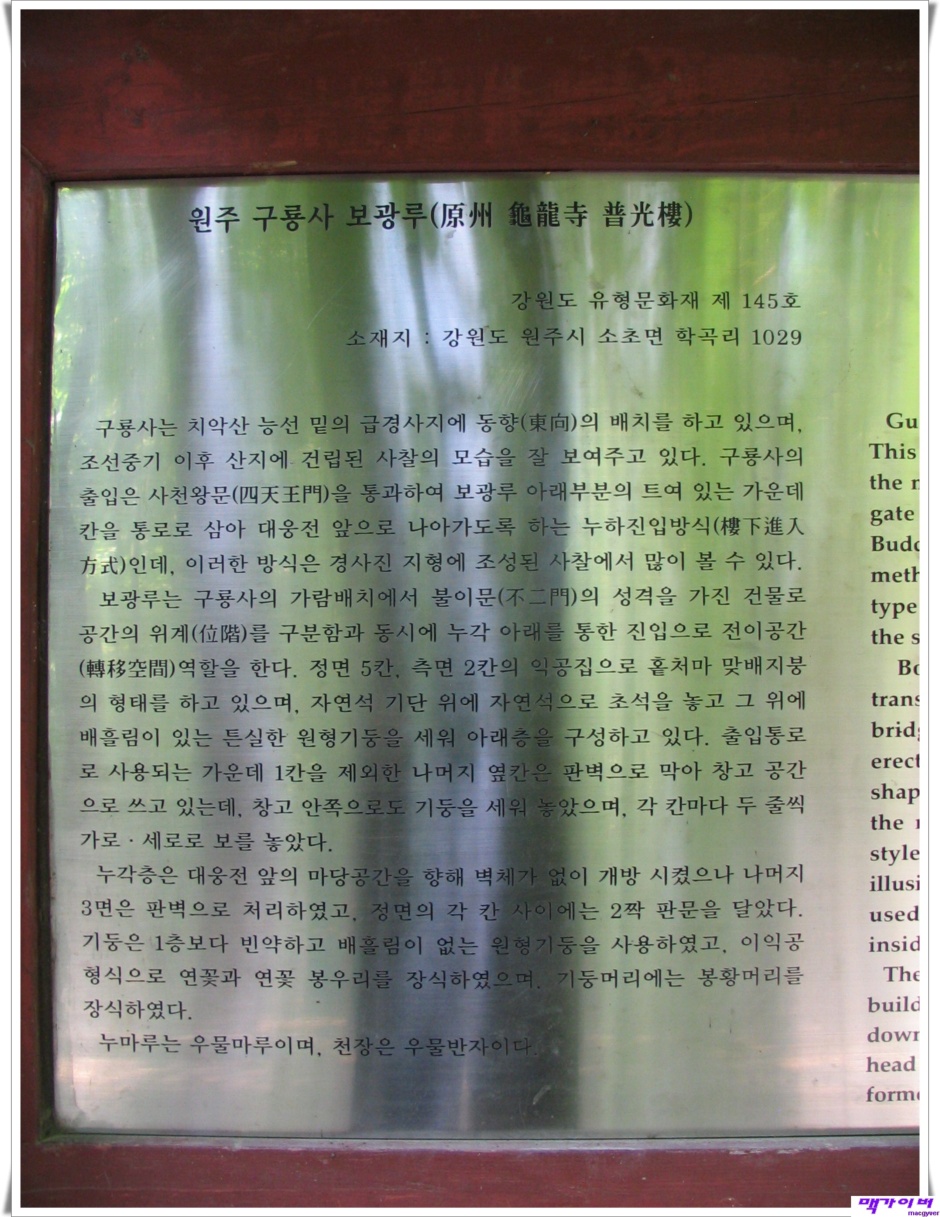 원주 구룡사 보광루(原州 龜龍寺 普光樓)
강원도 유형문화재 제 145호
소재지 : 강원도 원주시 소초면 학곡리 1029
구룡사는 치악산 능선 밑의 급경사지에 동향(東向)의 배치를 하고 있으며,
조선중기 이후 산지에 건립된 사찰의 모습을 잘 보여주고 있다. 구룡사의
출입은 사천왕문(四天王門)을 통과하여 보광루 아래부분의 트여 있는 가운데
칸을 통로로 삼아 대웅전 앞으로 나아가도록 하는 누하진입방식(樓下進入
方式)인데, 이러한 방식은 경사진 지형에 조성된 사찰에서 많이 볼 수 있다.
보광루는 구룡사의 가람배치에서 불이문(不二門)의 성격을 가진 건물로
공간의 위계(位階)를 구분함과 동시에 누각 아래를 통한 진입으로 전이공간
(轉移空間)역할을 한다. 정면 5칸, 측면 2칸의 익공집으로 홑처마 맞배지붕
의 형태를 하고 있으며, 자연석 기단 위에 자연석으로 초석을 놓고 그 위에
배흘림이 있는 튼실한 원형기둥을 세워 아래층을 구성하고 있다. 출입통로
로 사용되는 가운데 1칸을 제외한 나머지 옆칸은 판벽으로 막아 창고 공간
으로 쓰고 있는데, 창고 안쪽으로도 기둥을 세워 놓았으며, 각 칸마다 두 줄씩
가로 · 세로로 보를 놓았다.
누각층은 대웅전 앞의 마당공간을 향해 벽체가 없이 개방 시켰으나 나머지
3면은 판벽으로 처리하였고, 정면의 각 칸 사이에는 2짝 판문을 달았다.
기둥은 1층보다 빈약하고 배흘림이 없는 원형기둥을 사용하였고, 이익공
형식으로 연꽃과 연꽃 봉우리를 장식하였으며, 기둥머리에는 봉황머리를
장식하였다.
누마루는 우물마루이며, 천장은 우물반자이다.
Gu
This
the
gate
Budd
meth
type
the s
Bo
trans
bridg
erect
shap
the
style
illusi
used
insid
The
build
down
head
forme
맥가이버
macgyver